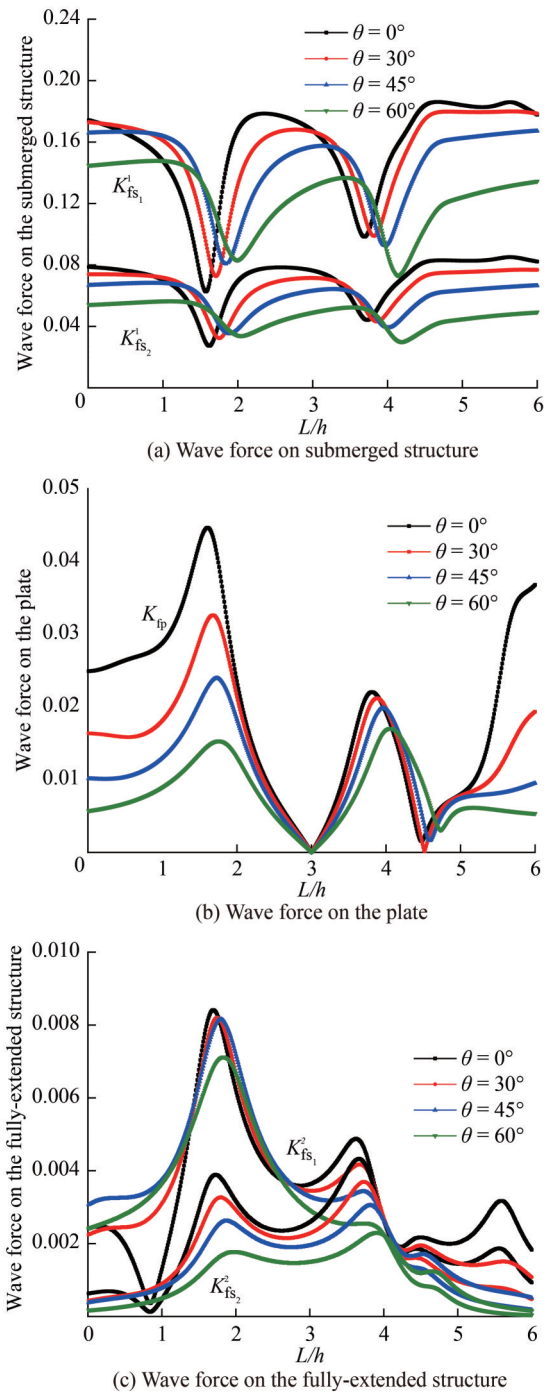 0.24
0.20
0.16
0.12
0.08
0.04
0
Wave force on the submerged structure
θ = 0°
θ = 30°
θ = 45°
θ = 60°
K¹fs₁
K¹fs₂
0 1 2 3 4 5 6
L/h
(a) Wave force on submerged structure
0.05
0.04
0.03
0.02
0.01
Wave force on the plate
θ = 0°
θ = 30°
θ = 45°
θ = 60°
Kfp
0 1 2 3 4 5 6
L/h
(b) Wave force on the plate
0.010
0.008
0.006
0.004
0.002
Wave force on the fully-extended structure
θ = 0°
θ = 30°
θ = 45°
θ = 60°
K²fs₁
K²fs₂
0 1 2 3 4 5 6
L/h
(c) Wave force on the fully-extended structure